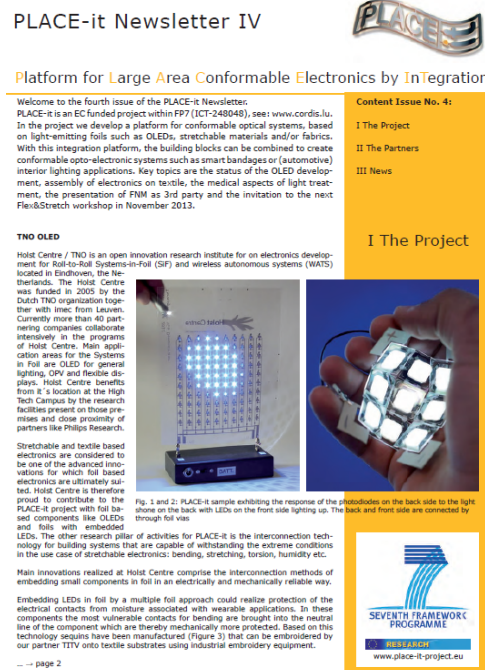 PLACE-it Newsletter IV
PLACE-it
Platform for Large Area Conformable Electronics by InTegration
Welcome to the fourth issue of the PLACE-it Newsletter.
PLACE-it is an EC funded project within FP7 (ICT-248048), see: www.cordis.lu.
In the project we develop a platform for conformable optical systems, based
on light-emitting foils such as OLEDs, stretchable materials and/or fabrics.
With this integration platform, the building blocks can be combined to create
conformable opto-electronic systems such as smart bandages or (automotive)
interior lighting applications. Key topics are the status of the OLED develop-
ment, assembly of electronics on textile, the medical aspects of light treat-
ment, the presentation of FNM as 3rd party and the invitation to the next
Flex&Stretch workshop in November 2013.
Content Issue No. 4:
I The Project
II The Partners
III News
I The Project
TNO OLED
Holst Centre / TNO is an open innovation research institute for on electronics develop-
ment for Roll-to-Roll Systems-in-Foil (SiF) and wireless autonomous systems (WATS)
located in Eindhoven, the Ne-
therlands. The Holst Centre
was funded in 2005 by the
Dutch TNO organization toge-
ther with imec from Leuven.
Currently more than 40 part-
nering companies collaborate
intensively in the programs
of Holst Centre. Main appli-
cation areas for the Systems
in Foil are OLED for general
lighting, OPV and flexible dis-
plays. Holst Centre benefits
from it´s location at the High
Tech Campus by the research
facilities present on those pre-
mises and close proximity of
partners like Philips Research.
Stretchable and textile based
electronics are considered to
be one of the advanced inno-
vations for which foil based
electronics are ultimately sui-
ted. Holst Centre is therefore
proud to contribute to the
PLACE-it project with foil ba-
sed components like OLEDs
and foils with embedded
LEDs. The other research pillar of activities for PLACE-it is the interconnection tech-
nology for building systems that are capable of withstanding the extreme conditions
in the use case of stretchable electronics: bending, stretching, torsion, humidity etc.
Main innovations realized at Holst Centre comprise the interconnection methods of
embedding small components in foil in an electrically and mechanically reliable way.
Embedding LEDs in foil by a multiple foil approach could realize protection of the
electrical contacts from moisture associated with wearable applications. In these
components the most vulnerable contacts for bending are brought into the neutral
line of the component which are thereby mechanically more protected. Based on this
technology sequins have been manufactured (Figure 3) that can be embroidered by
our partner TITV onto textile substrates using industrial embroidery equipment.
... → page 2
Holst Centre
BATT.
Fig. 1 and 2: PLACE-it sample exhibiting the response of the photodiodes on the back side to the light
shone on the back with LEDs on the front side lighting up. The back and front side are connected by
through foil vias
SEVENTH FRAMEWORK
PROGRAMME
RESEARCH
www.place-it-project.eu